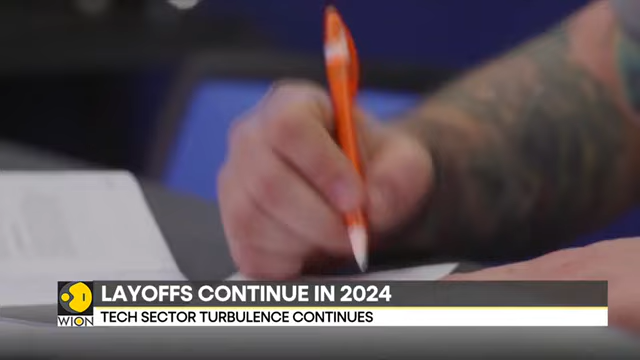 LAYOFFS CONTINUE IN 2024
WION
TECH SECTOR TURBULENCE CONTINUES